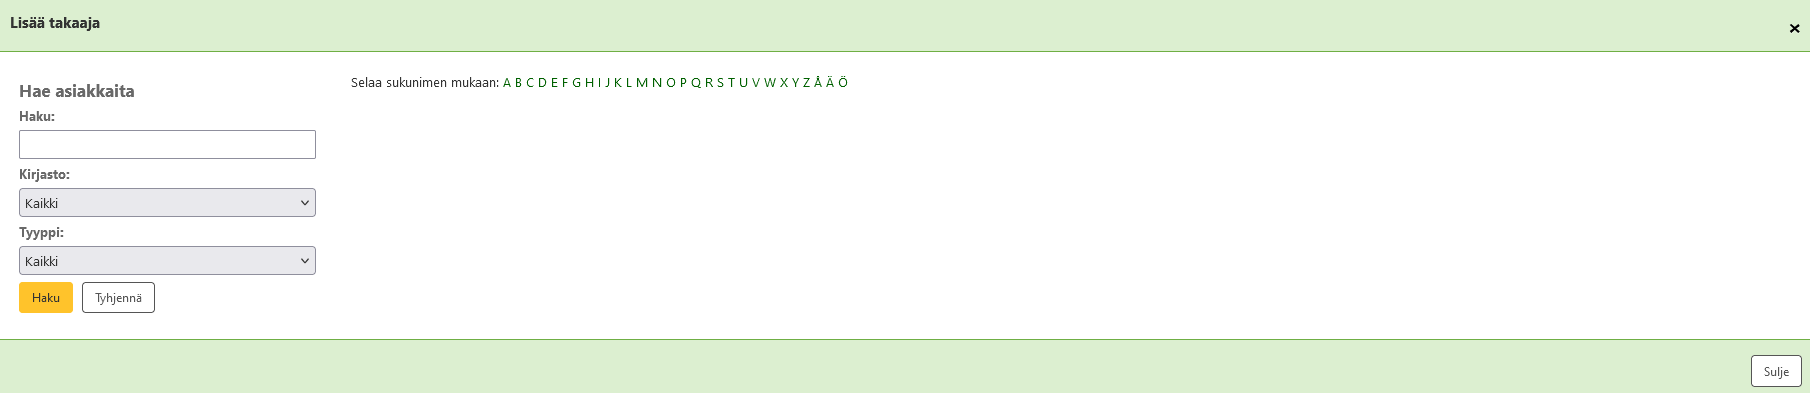 Lisää takaaja
×
Hae asiakkaita
Haku:
Kirjasto:
Kaikki
Tyyppi:
Kaikki
Haku Tyhjennä
Selaa sukunimen mukaan: A B C D E F G H I J K L M N O P Q R S T U V W X Y Z Å Ä Ö
Sulje